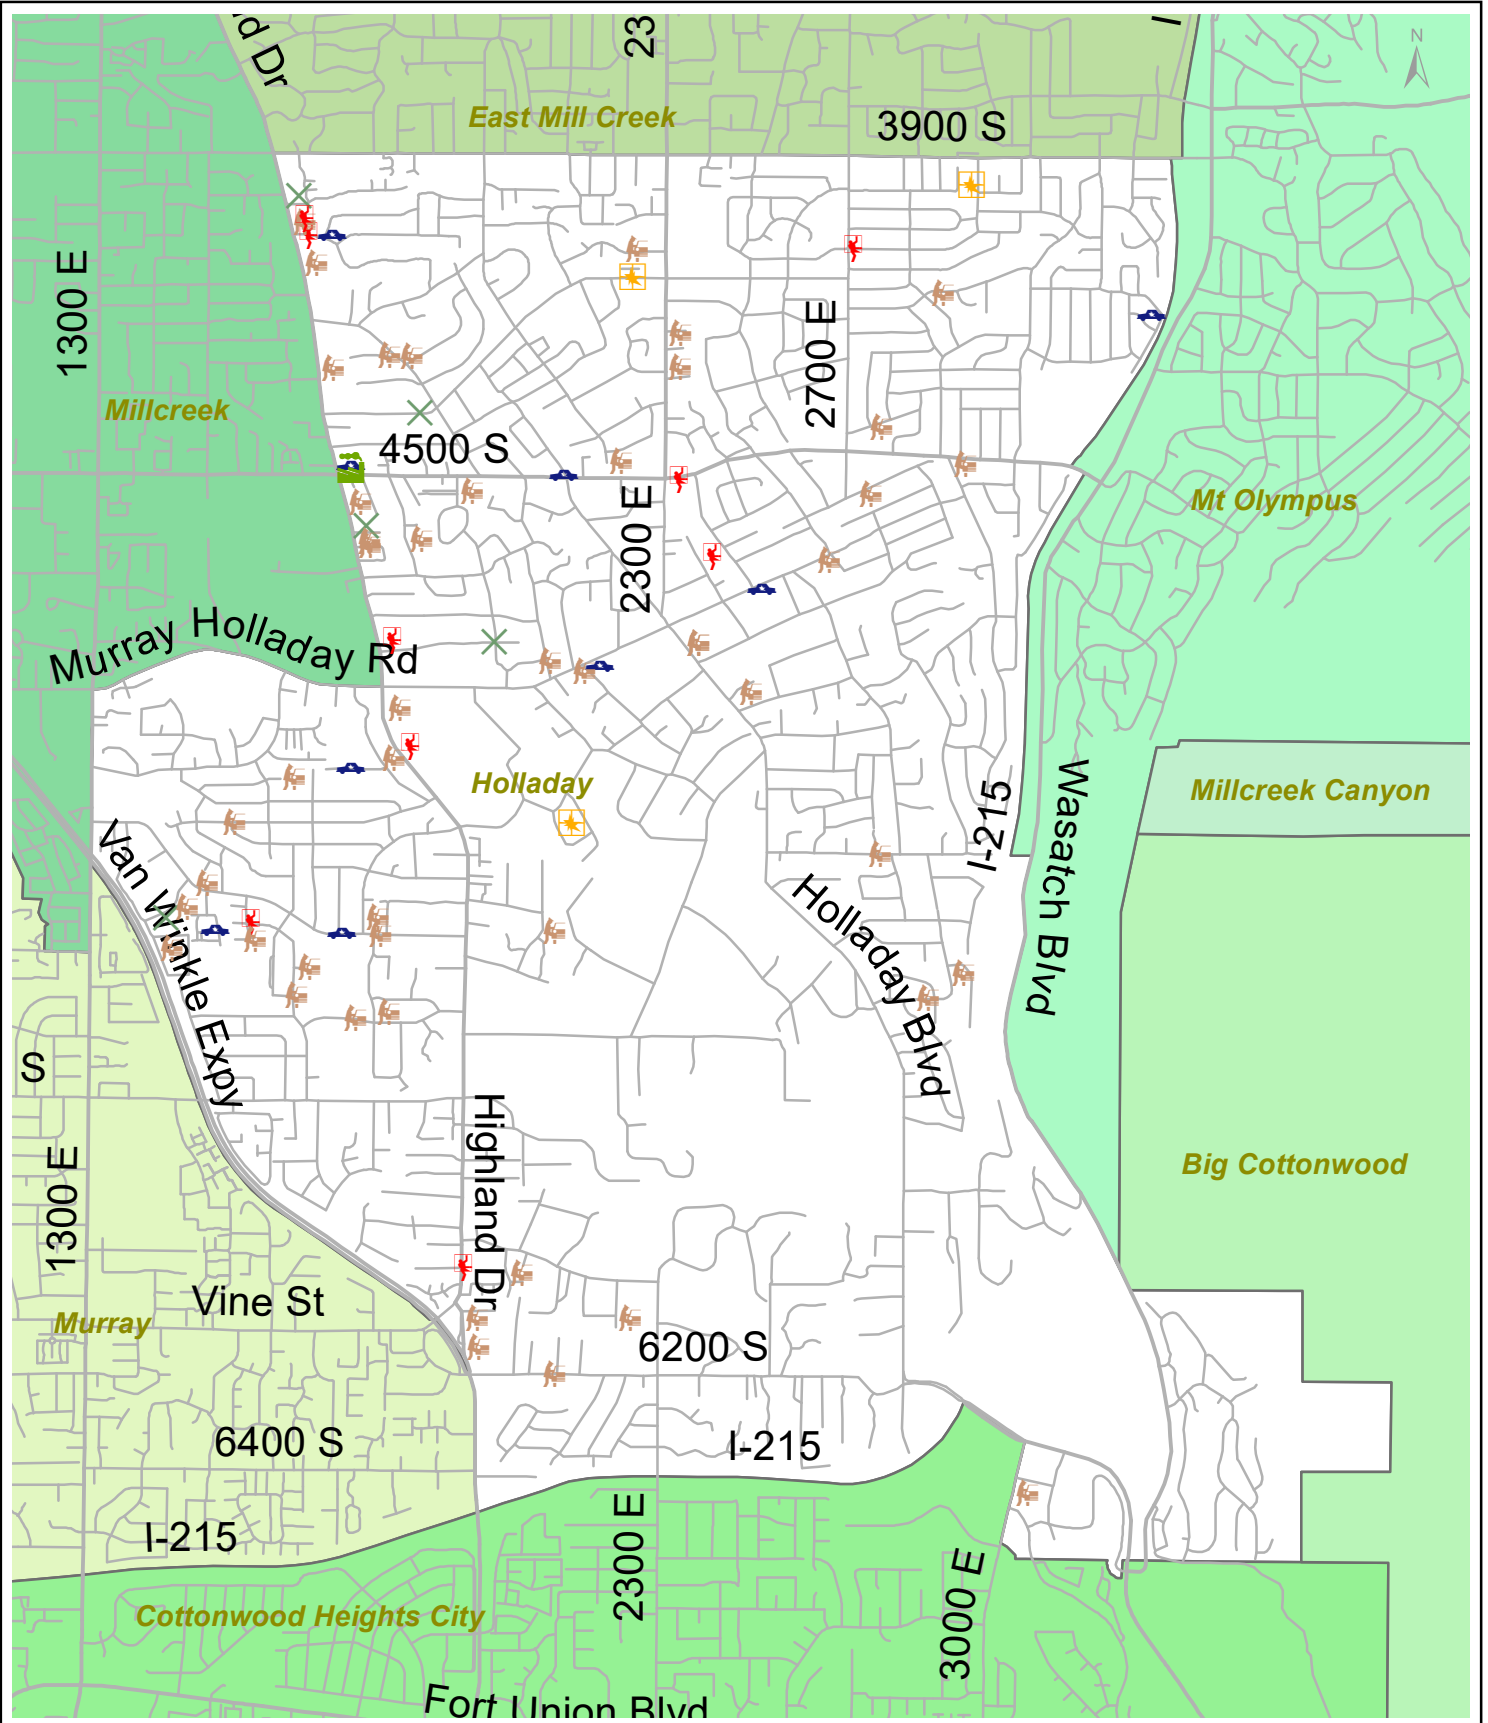 d Dr
23
N
East Mill Creek
3900 S
1300 E
2700 E
Millcreek
4500 S
Mt Olympus
2300 E
Murray Holladay Rd
Holladay
I-215
Wasatch Blvd
Millcreek Canyon
Van Winkle Expy
Holladay Blvd
S
Highland Dr
1300 E
Big Cottonwood
Vine St
Murray
6200 S
6400 S
I-215
I-215
2300 E
3000 E
Cottonwood Heights City
Fort Union Blvd